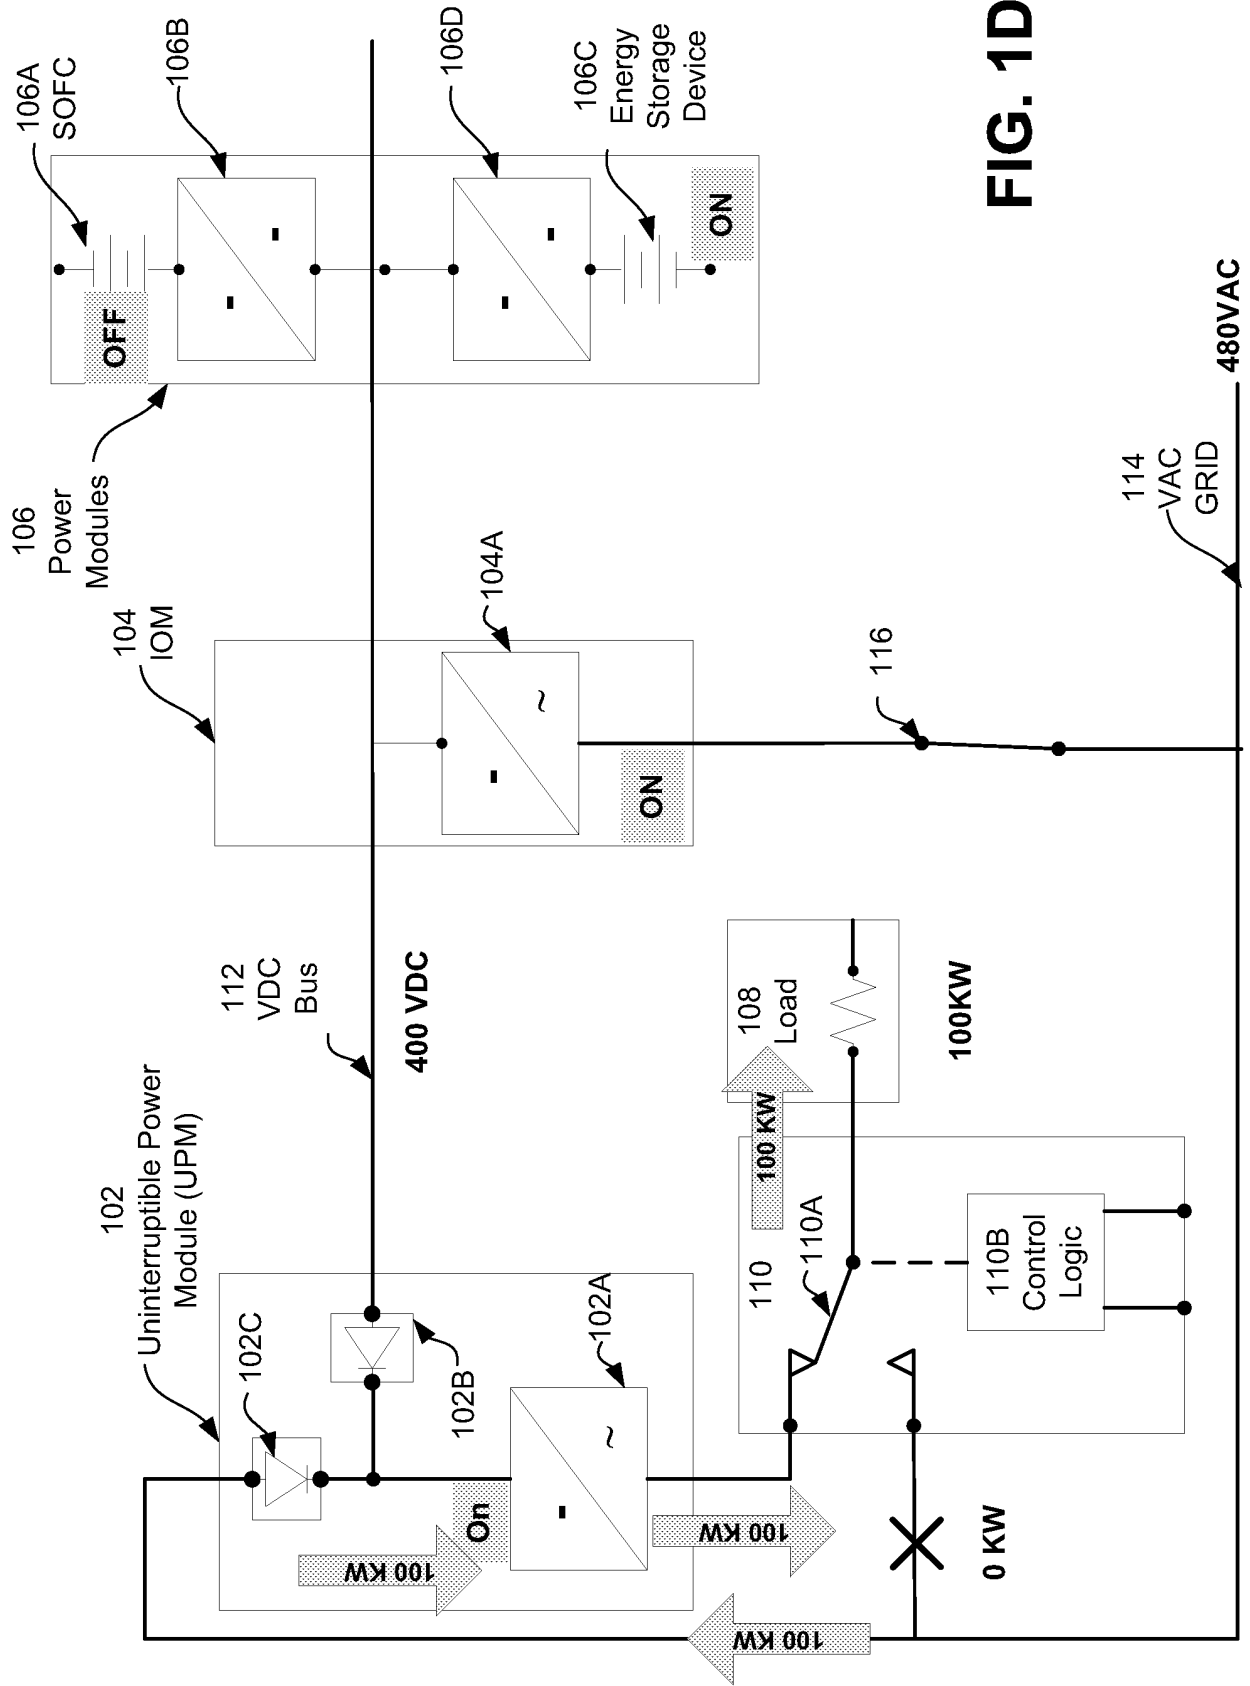 102
Uninterruptible Power
Module (UPM)
102C
102B
102A
On
100 KW
100 KW
100 KW
0 KW
112
VDC
Bus
400 VDC
104
IOM
104A
ON
106
Power
Modules
106A
SOFC
OFF
106B
106D
106C
Energy
Storage
Device
ON
110
110A
110B
Control
Logic
100 KW
108
Load
100KW
116
114
VAC
GRID
480VAC
FIG. 1D